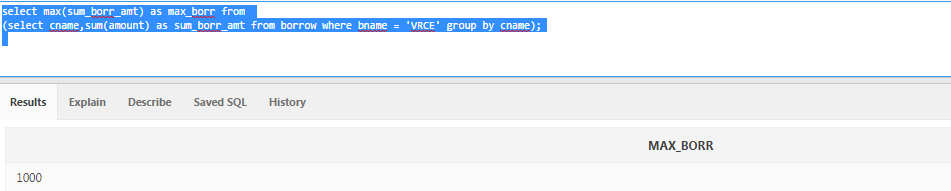 select max(sum_borr_amt) as max_borr from
(select cname,sum(amount) as sum_borr_amt from borrow where bname = 'VRCE' group by cname);
Results Explain Describe Saved SQL History
MAX_BORR
1000